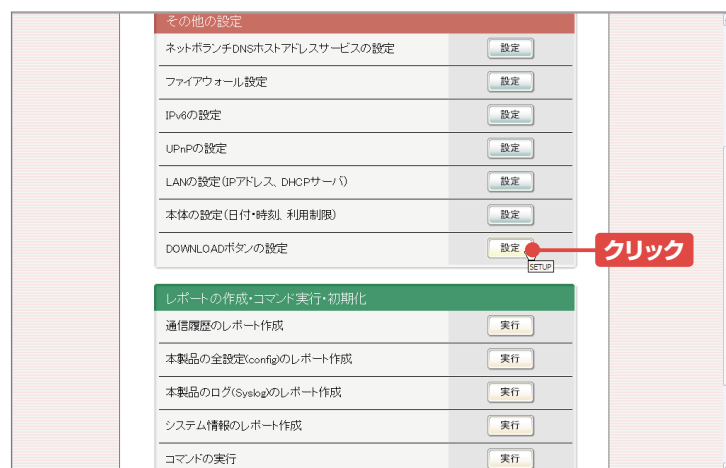 その他の設定
ネットボランチDNSホストアドレスサービスの設定 設定
ファイアウォール設定 設定
IPv6の設定 設定
UPnPの設定 設定
LANの設定(IPアドレス、DHCPサーバ) 設定
本体の設定(日付・時刻、利用制限) 設定
DOWNLOADボタンの設定 設定 クリック
SETUP
レポートの作成・コマンド実行・初期化
通信履歴のレポート作成 実行
本製品の全設定(config)のレポート作成 実行
本製品のログ(Syslog)のレポート作成 実行
システム情報のレポート作成 実行
コマンドの実行 実行